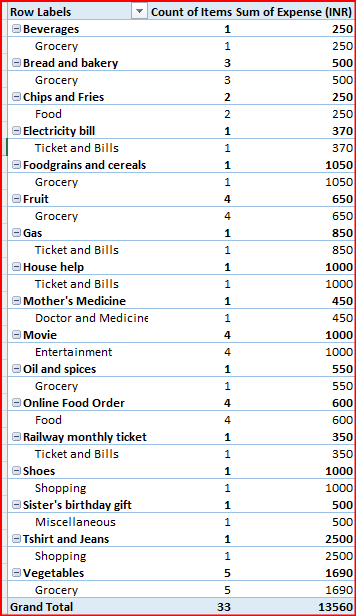 Row Labels Count of Items Sum of Expense (INR)
Beverages 1 250
Grocery 1 250
Bread and bakery 3 500
Grocery 3 500
Chips and Fries 2 250
Food 2 250
Electricity bill 1 370
Ticket and Bills 1 370
Foodgrains and cereals 1 1050
Grocery 1 1050
Fruit 4 650
Grocery 4 650
Gas 1 850
Ticket and Bills 1 850
House help 1 1000
Ticket and Bills 1 1000
Mother's Medicine 1 450
Doctor and Medicine 1 450
Movie 4 1000
Entertainment 4 1000
Oil and spices 1 550
Grocery 1 550
Online Food Order 4 600
Food 4 600
Railway monthly ticket 1 350
Ticket and Bills 1 350
Shoes 1 1000
Shopping 1 1000
Sister's birthday gift 1 500
Miscellaneous 1 500
Tshirt and Jeans 1 2500
Shopping 1 2500
Vegetables 5 1690
Grocery 5 1690
Grand Total 33 13560